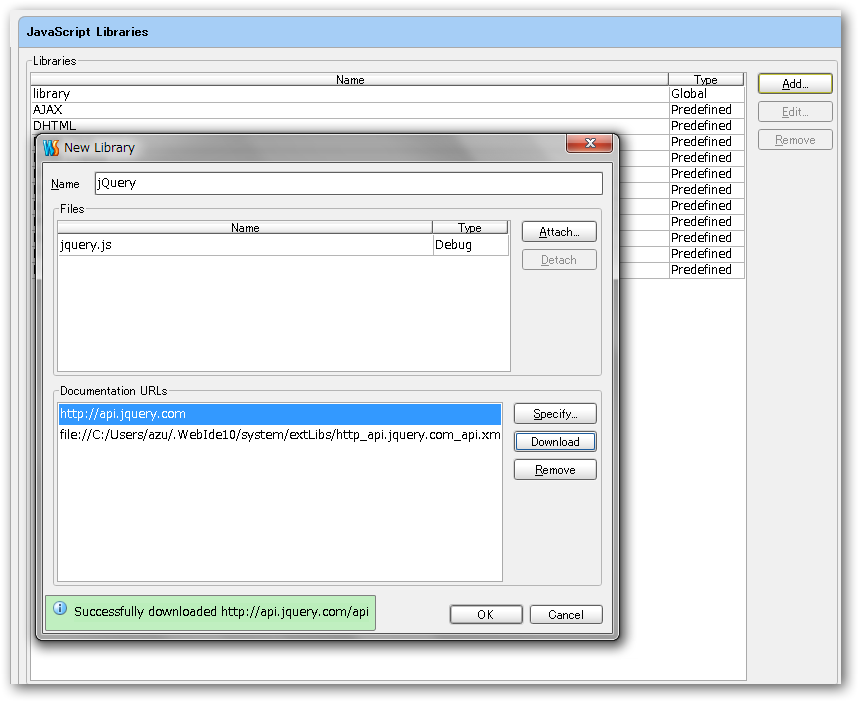 JavaScript Libraries
Libraries
Name Type
library Global
AJAX Predefined
DHTML Predefined
Predefined
Predefined
Predefined
Predefined
Predefined
Predefined
Predefined
Predefined
Predefined
Add...
Edit...
Remove
WS New Library
Name jQuery
Files
Name Type
jquery.js Debug
Attach...
Detach
Documentation URLs
http://api.jquery.com
file://C:/Users/azu/.WebIde10/system/extLibs/http_api.jquery.com_api.xm
Specify...
Download
Remove
Successfully downloaded http://api.jquery.com/api
OK Cancel